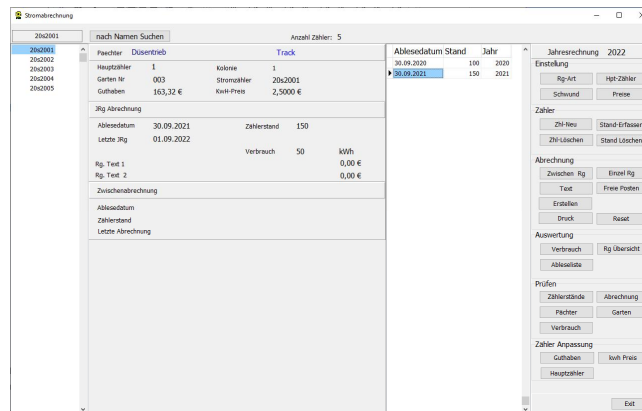 Stromabrechnung
20s2001 nach Namen Suchen Anzahl Zähler: 5
20s2001
20s2002
20s2003
20s2004
20s2005
Paechter Düsentrieb Track
Hauptzähler 1 Kolonie 1
Garten Nr 003 Stromzähler 20s2001
Guthaben 163,32 € KwH-Preis 2,5000 €
JRg Abrechnung
Ablesedatum 30.09.2021 Zählerstand 150
Letzte JRg 01.09.2022
Verbrauch 50 kWh
Rg. Text 1 0,00 €
Rg. Text 2 0,00 €
Zwischenabrechnung
Ablesedatum
Zählerstand
Letzte Abrechnung
Ablesedatum Stand Jahr
30.09.2020 100 2020
30.09.2021 150 2021
Jahresrechnung 2022
Einstellung
Rg-Art Hpt-Zähler
Schwund Preise
Zähler
Zhl-Neu Stand-Erfassen
Zhl-Löschen Stand Löschen
Abrechnung
Zwischen Rg Einzel Rg
Text Freie Posten
Erstellen
Druck Reset
Auswertung
Verbrauch Rg Übersicht
Ableseliste
Prüfen
Zählerstände Abrechnung
Pächter Garten
Verbrauch
Zähler Anpassung
Guthaben kwh Preis
Hauptzähler
Exit